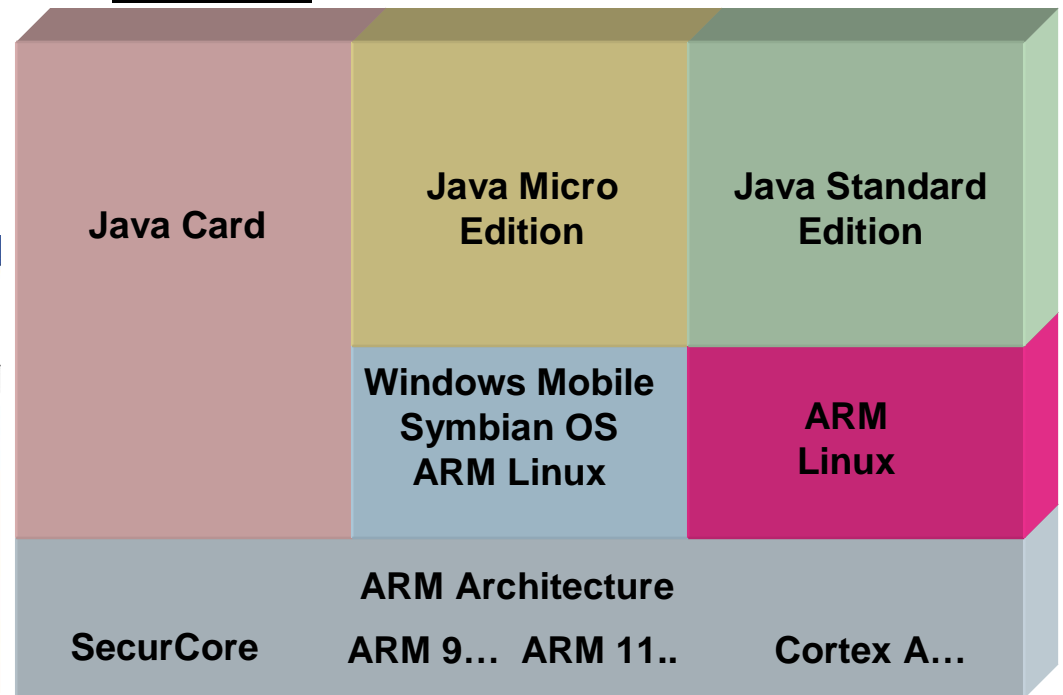 Java Card
Java Micro
Edition
Java Standard
Edition
Windows Mobile
Symbian OS
ARM Linux
ARM
Linux
ARM Architecture
SecurCore
ARM 9… ARM 11..
Cortex A…